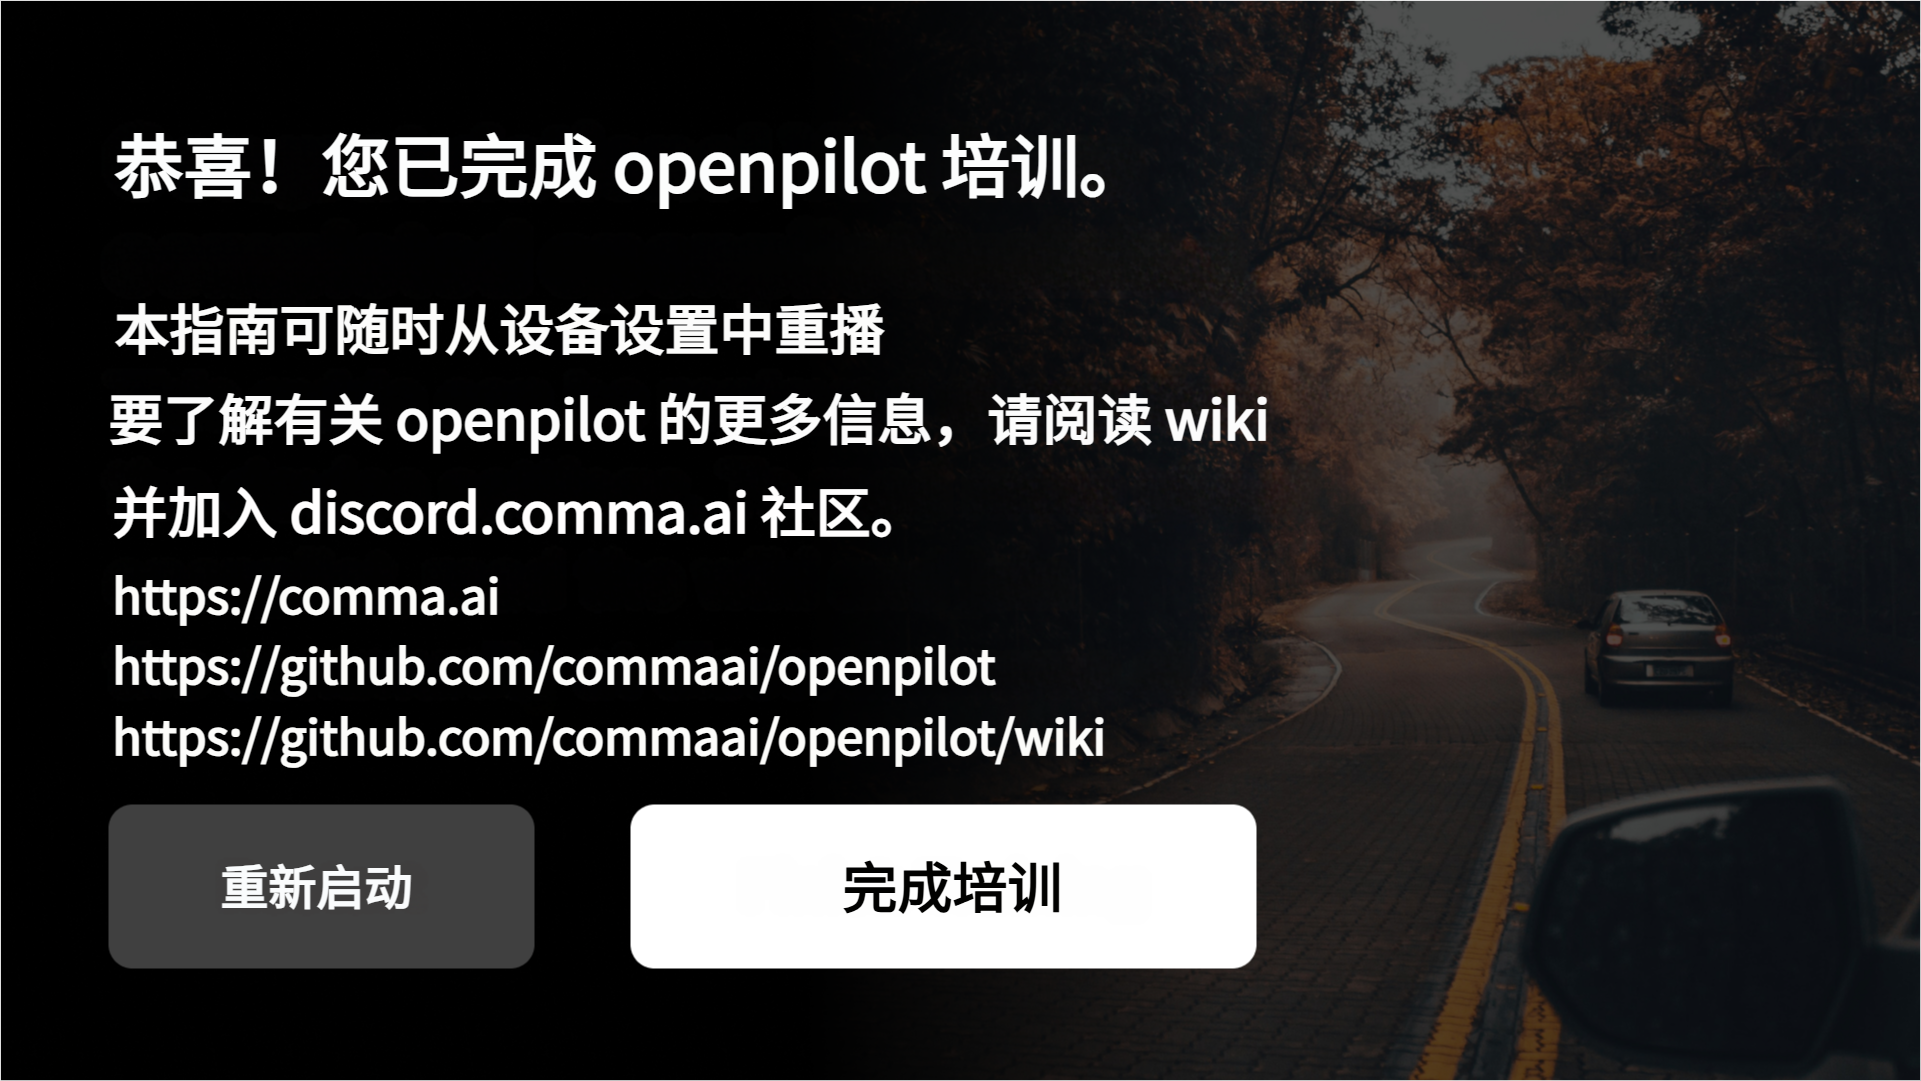 恭喜！您已完成 openpilot 培训。
本指南可随时从设备设置中重播
要了解有关 openpilot 的更多信息，请阅读 wiki
并加入 discord.comma.ai 社区。
https://comma.ai
https://github.com/commaai/openpilot
https://github.com/commaai/openpilot/wiki
重新启动
完成培训